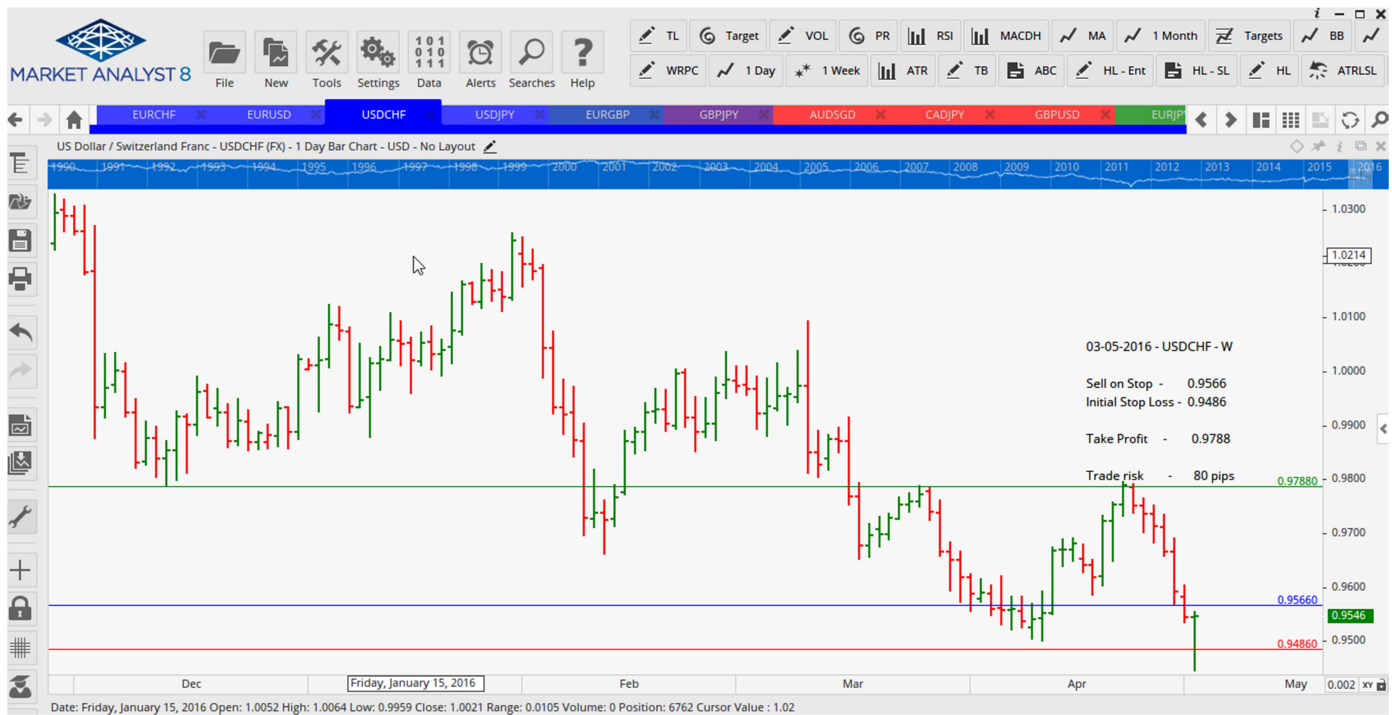 i
MARKET ANALYST 8
File
New
Tools
Settings
101
010
111
Data
Alerts
Searches
?
Help
TL
Target
VOL
PR
RSI
MACDH
MA
1 Month
Targets
BB
WRPC
1 Day
1 Week
ATR
TB
ABC
HL - Ent
HL - SL
HL
ATRLSL
EURCHF
EURUSD
USDCHF
USDJPY
EURGBP
GBPJPY
AUDSGD
CADJPY
GBPUSD
EURJP
US Dollar / Switzerland Franc - USDCHF (FX) - 1 Day Bar Chart - USD - No Layout
1990 1991 1992 1993 1994 1995 1996 1997 1998 1999 2000 2001 2002 2003 2004 2005 2006 2007 2008 2009 2010 2011 2012 2013 2014 2015 2016
1.0300
1.0214
1.0100
03-05-2016 - USDCHF - W
1.0000
Sell on Stop - 0.9566
Initial Stop Loss - 0.9486
0.9900
Take Profit - 0.9788
Trade risk - 80 pips
0.97880
0.9800
0.9700
0.9600
0.95660
0.9546
0.9500
0.94860
Dec
Friday, January 15, 2016
Feb
Mar
Apr
May
0.002
XY
Date: Friday, January 15, 2016 Open: 1.0052 High: 1.0064 Low: 0.9959 Close: 1.0021 Range: 0.0105 Volume: 0 Position: 6762 Cursor Value : 1.02